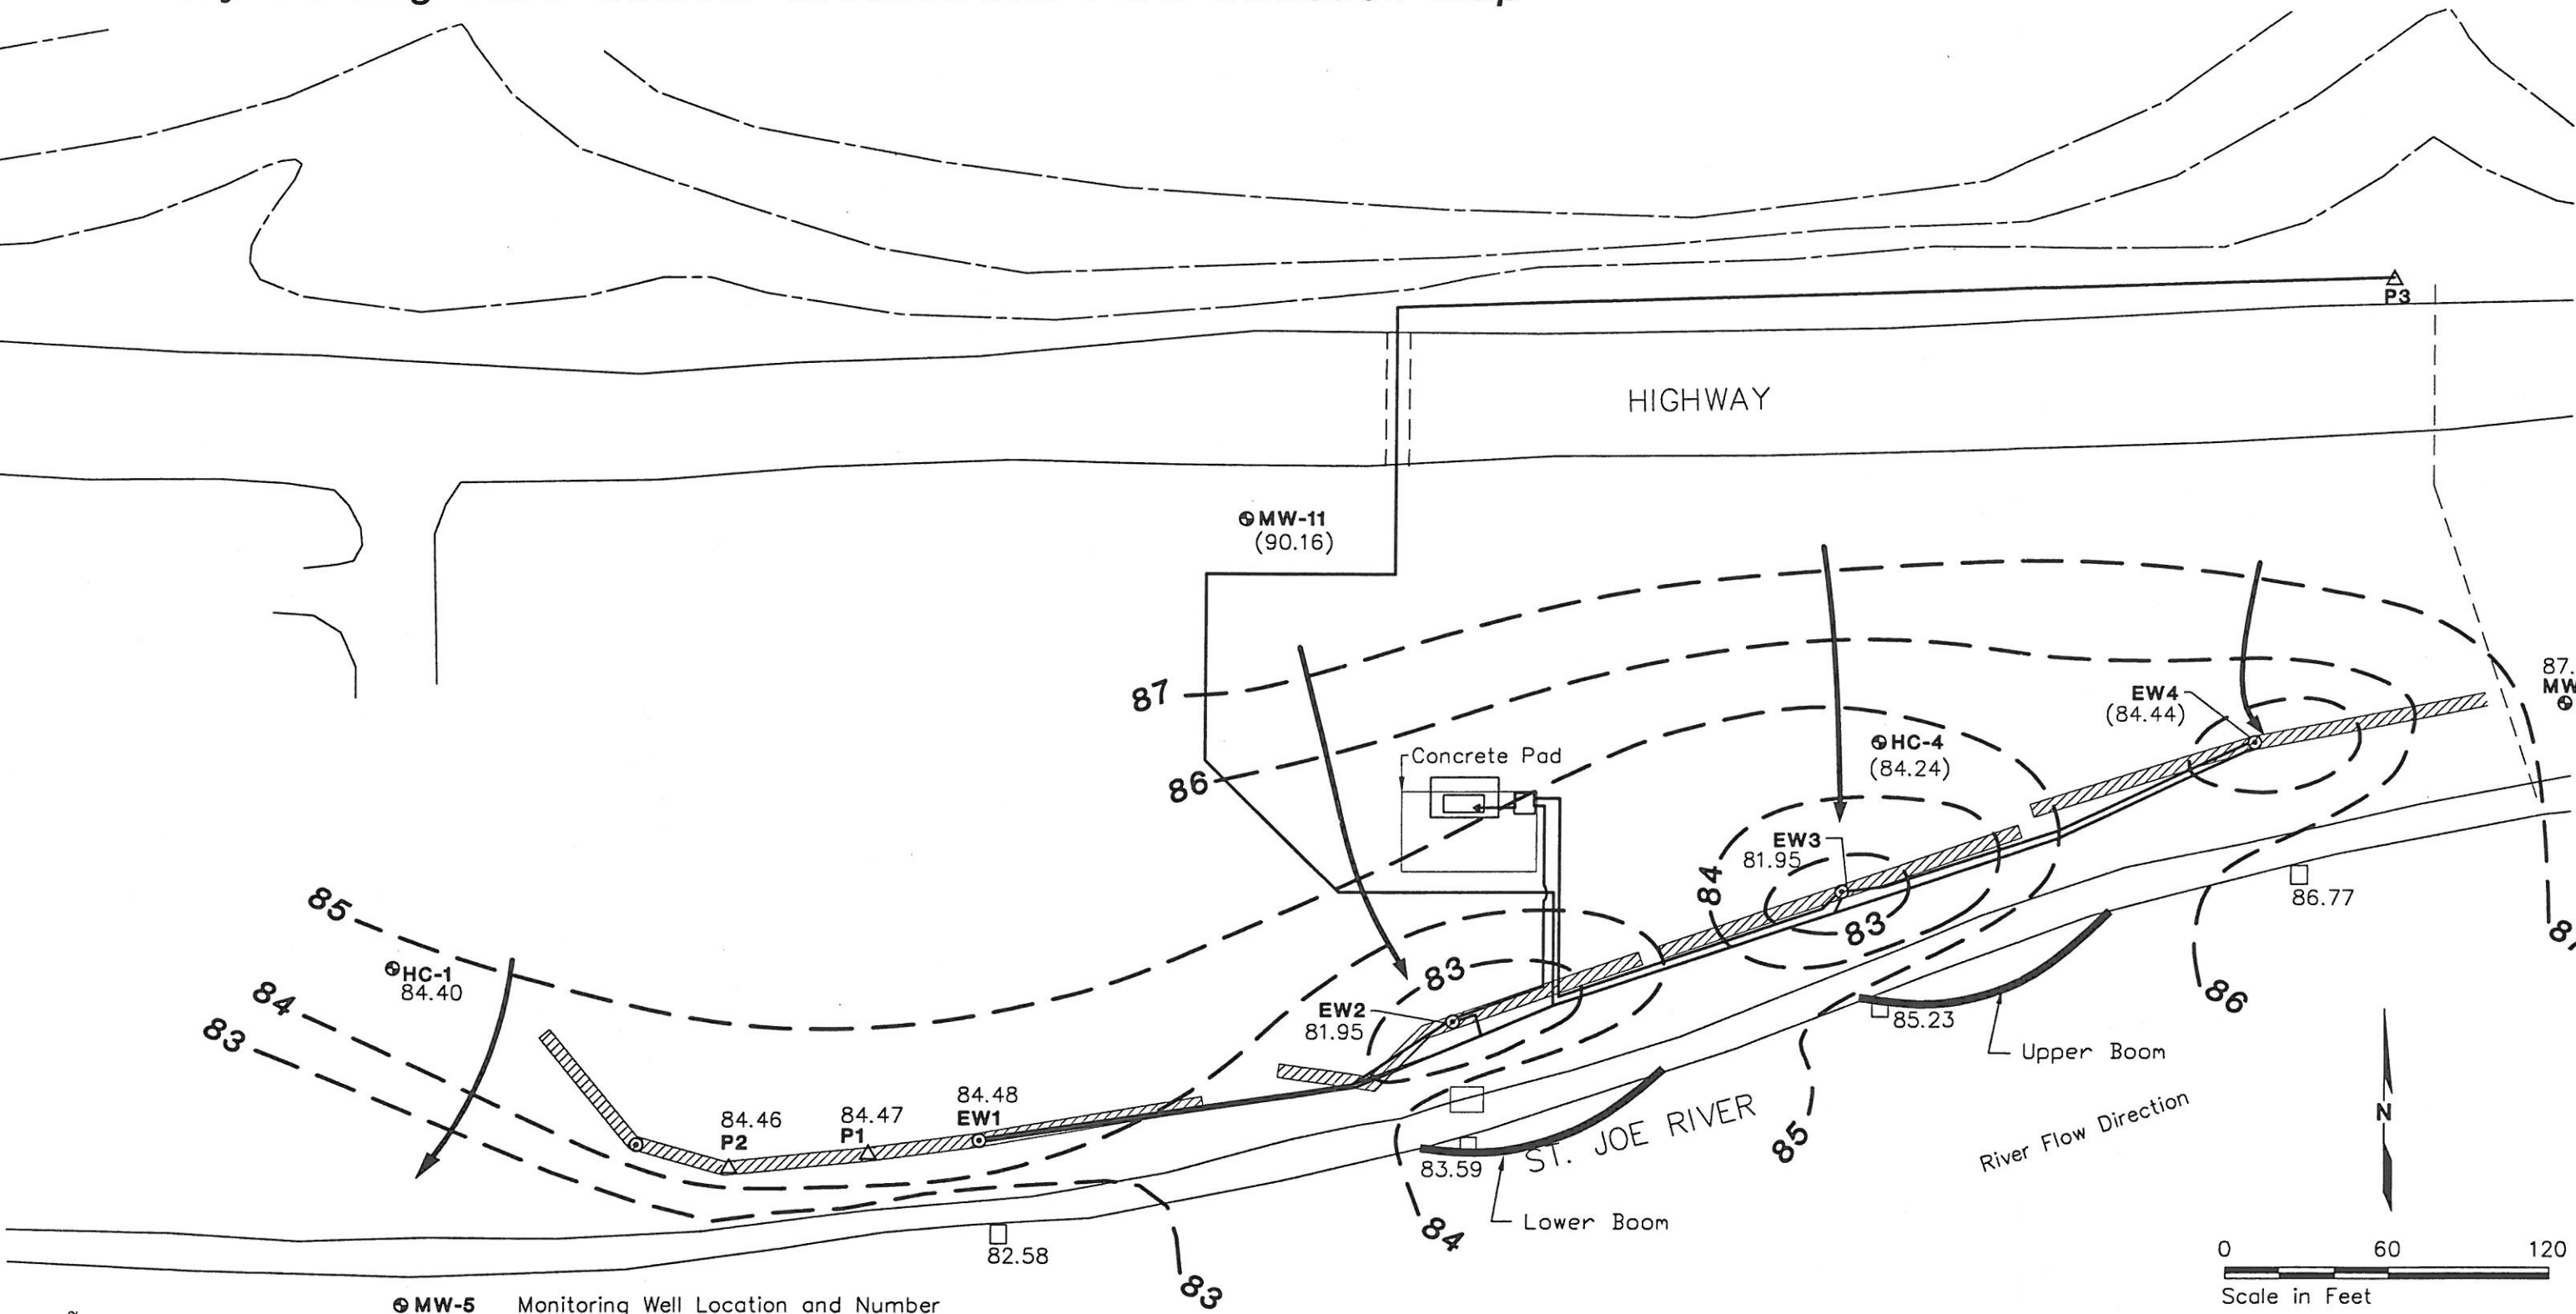 P3
HIGHWAY
MW-11
(90.16)
87
86
EW4
(84.44)
87.
MW
Concrete Pad
HC-4
(84.24)
EW3
81.95
84
83
86.77
85
HC-1
84.40
84
83
83
EW2
81.95
86
85.23
Upper Boom
84.48
EW1
84.47
P1
84.46
P2
ST. JOE RIVER
85
River Flow Direction
N
83.59
Lower Boom
84
82.58
83
0 60 120
Scale in Feet
MW-5 Monitoring Well Location and Number